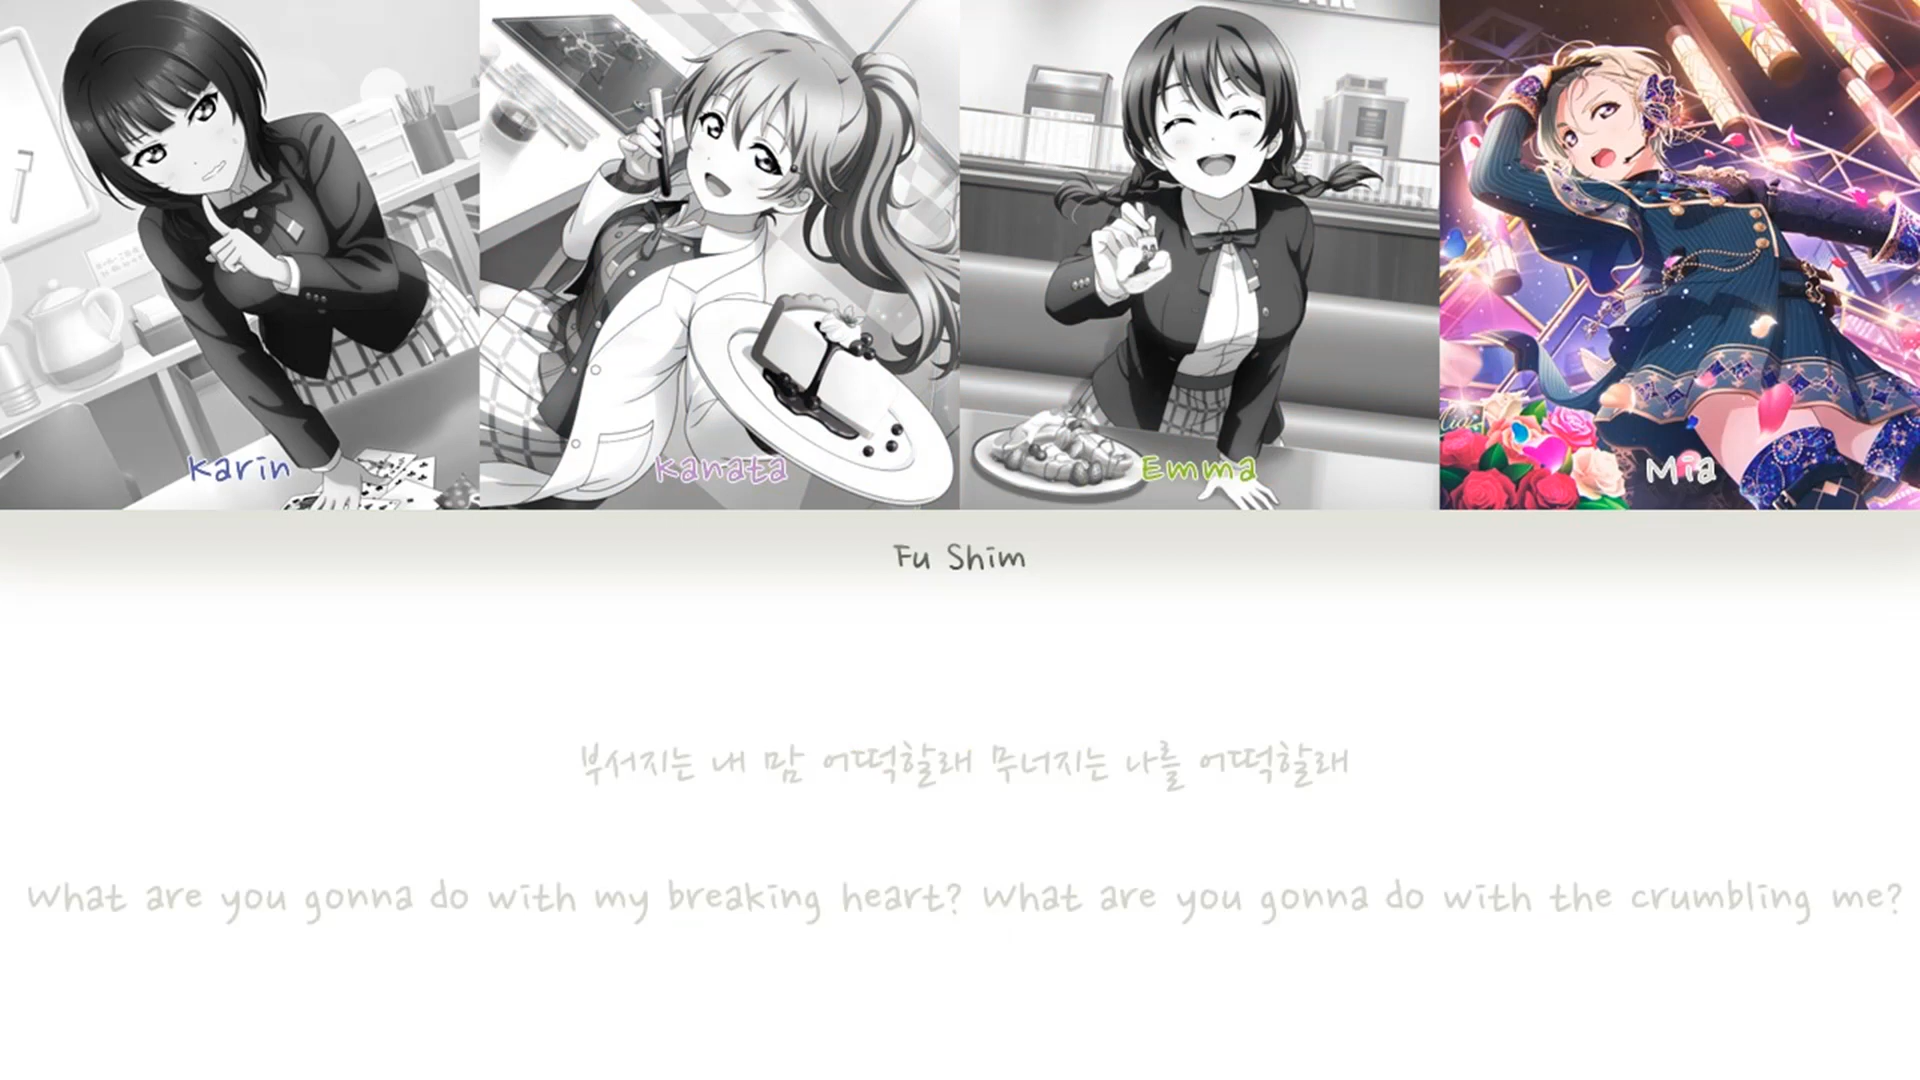 Karin
Kanata
Emma
Mia
Fu Shim
부서지는 내 맘 어떡할래 무너지는 나를 어떡할래
What are you gonna do with my breaking heart? What are you gonna do with the crumbling me?